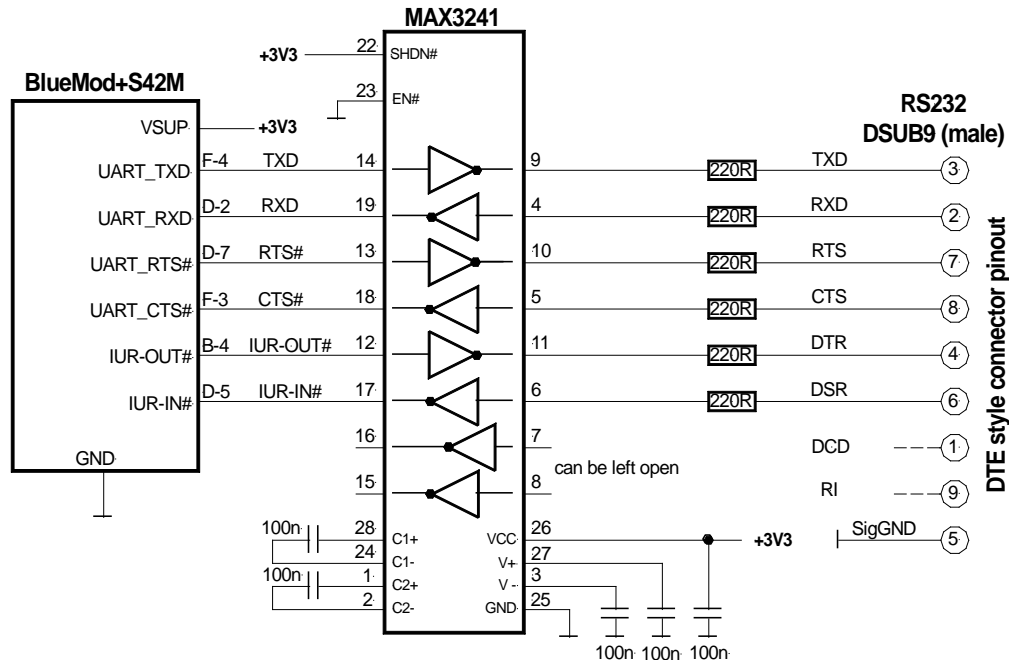 MAX3241
+3V3 22 SHDN#
23 EN#
BlueMod+S42M
RS232
DSUB9 (male)
VSUP +3V3
UART_TXD F-4 TXD 14 9 220R TXD 3
UART_RXD D-2 RXD 19 4 220R RXD 2
UART_RTS# D-7 RTS# 13 10 220R RTS 7
UART_CTS# F-3 CTS# 18 5 220R CTS 8
IUR-OUT# B-4 IUR-OUT# 12 11 220R DTR 4
IUR-IN# D-5 IUR-IN# 17 6 220R DSR 6
16 7 DCD 1
GND
can be left open
15 8 RI 9
DTE style connector pinout
100n 28 C1+ VCC 26 +3V3 SigGND 5
24 C1- V+ 27
100n 1 C2+ V - 3
2 C2- GND 25
100n 100n 100n